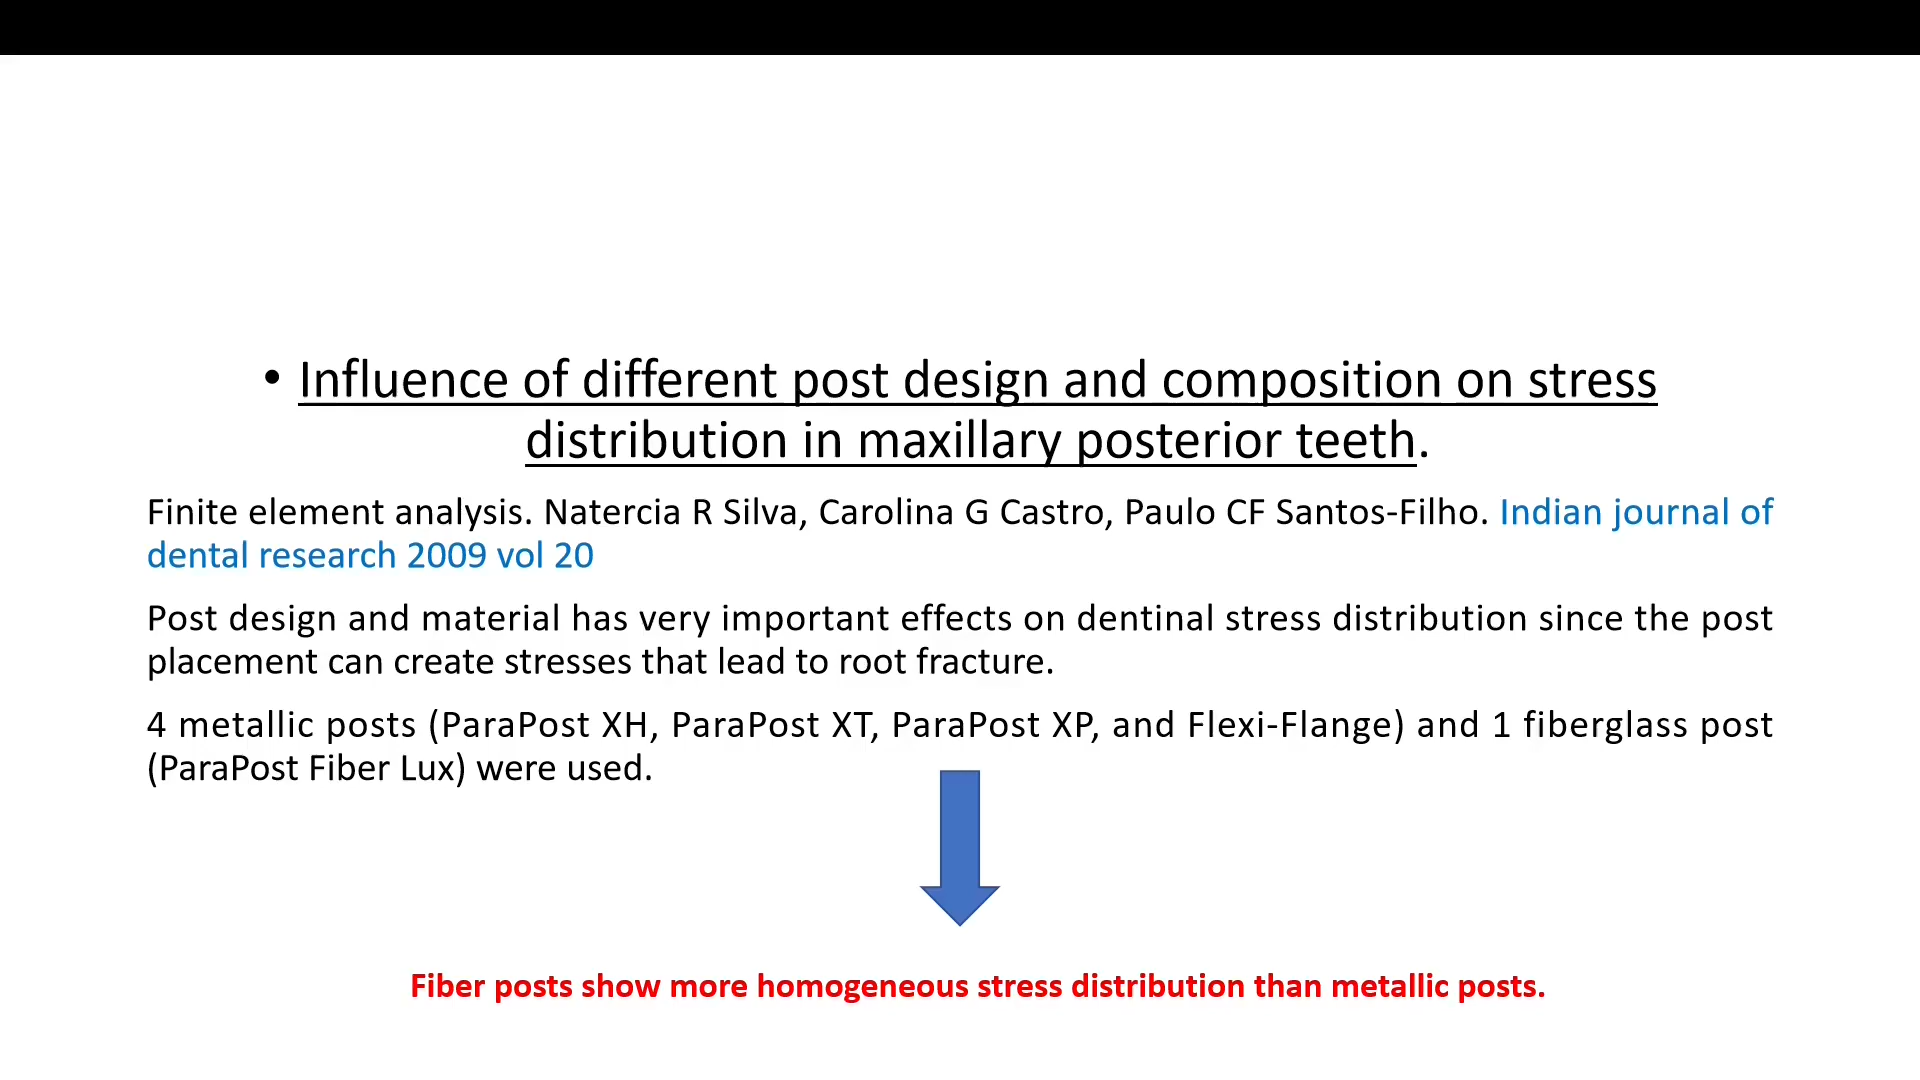 • Influence of different post design and composition on stress
distribution in maxillary posterior teeth.
Finite element analysis. Natercia R Silva, Carolina G Castro, Paulo CF Santos-Filho. Indian journal of
dental research 2009 vol 20
Post design and material has very important effects on dentinal stress distribution since the post
placement can create stresses that lead to root fracture.
4 metallic posts (ParaPost XH, ParaPost XT, ParaPost XP, and Flexi-Flange) and 1 fiberglass post
(ParaPost Fiber Lux) were used.
Fiber posts show more homogeneous stress distribution than metallic posts.